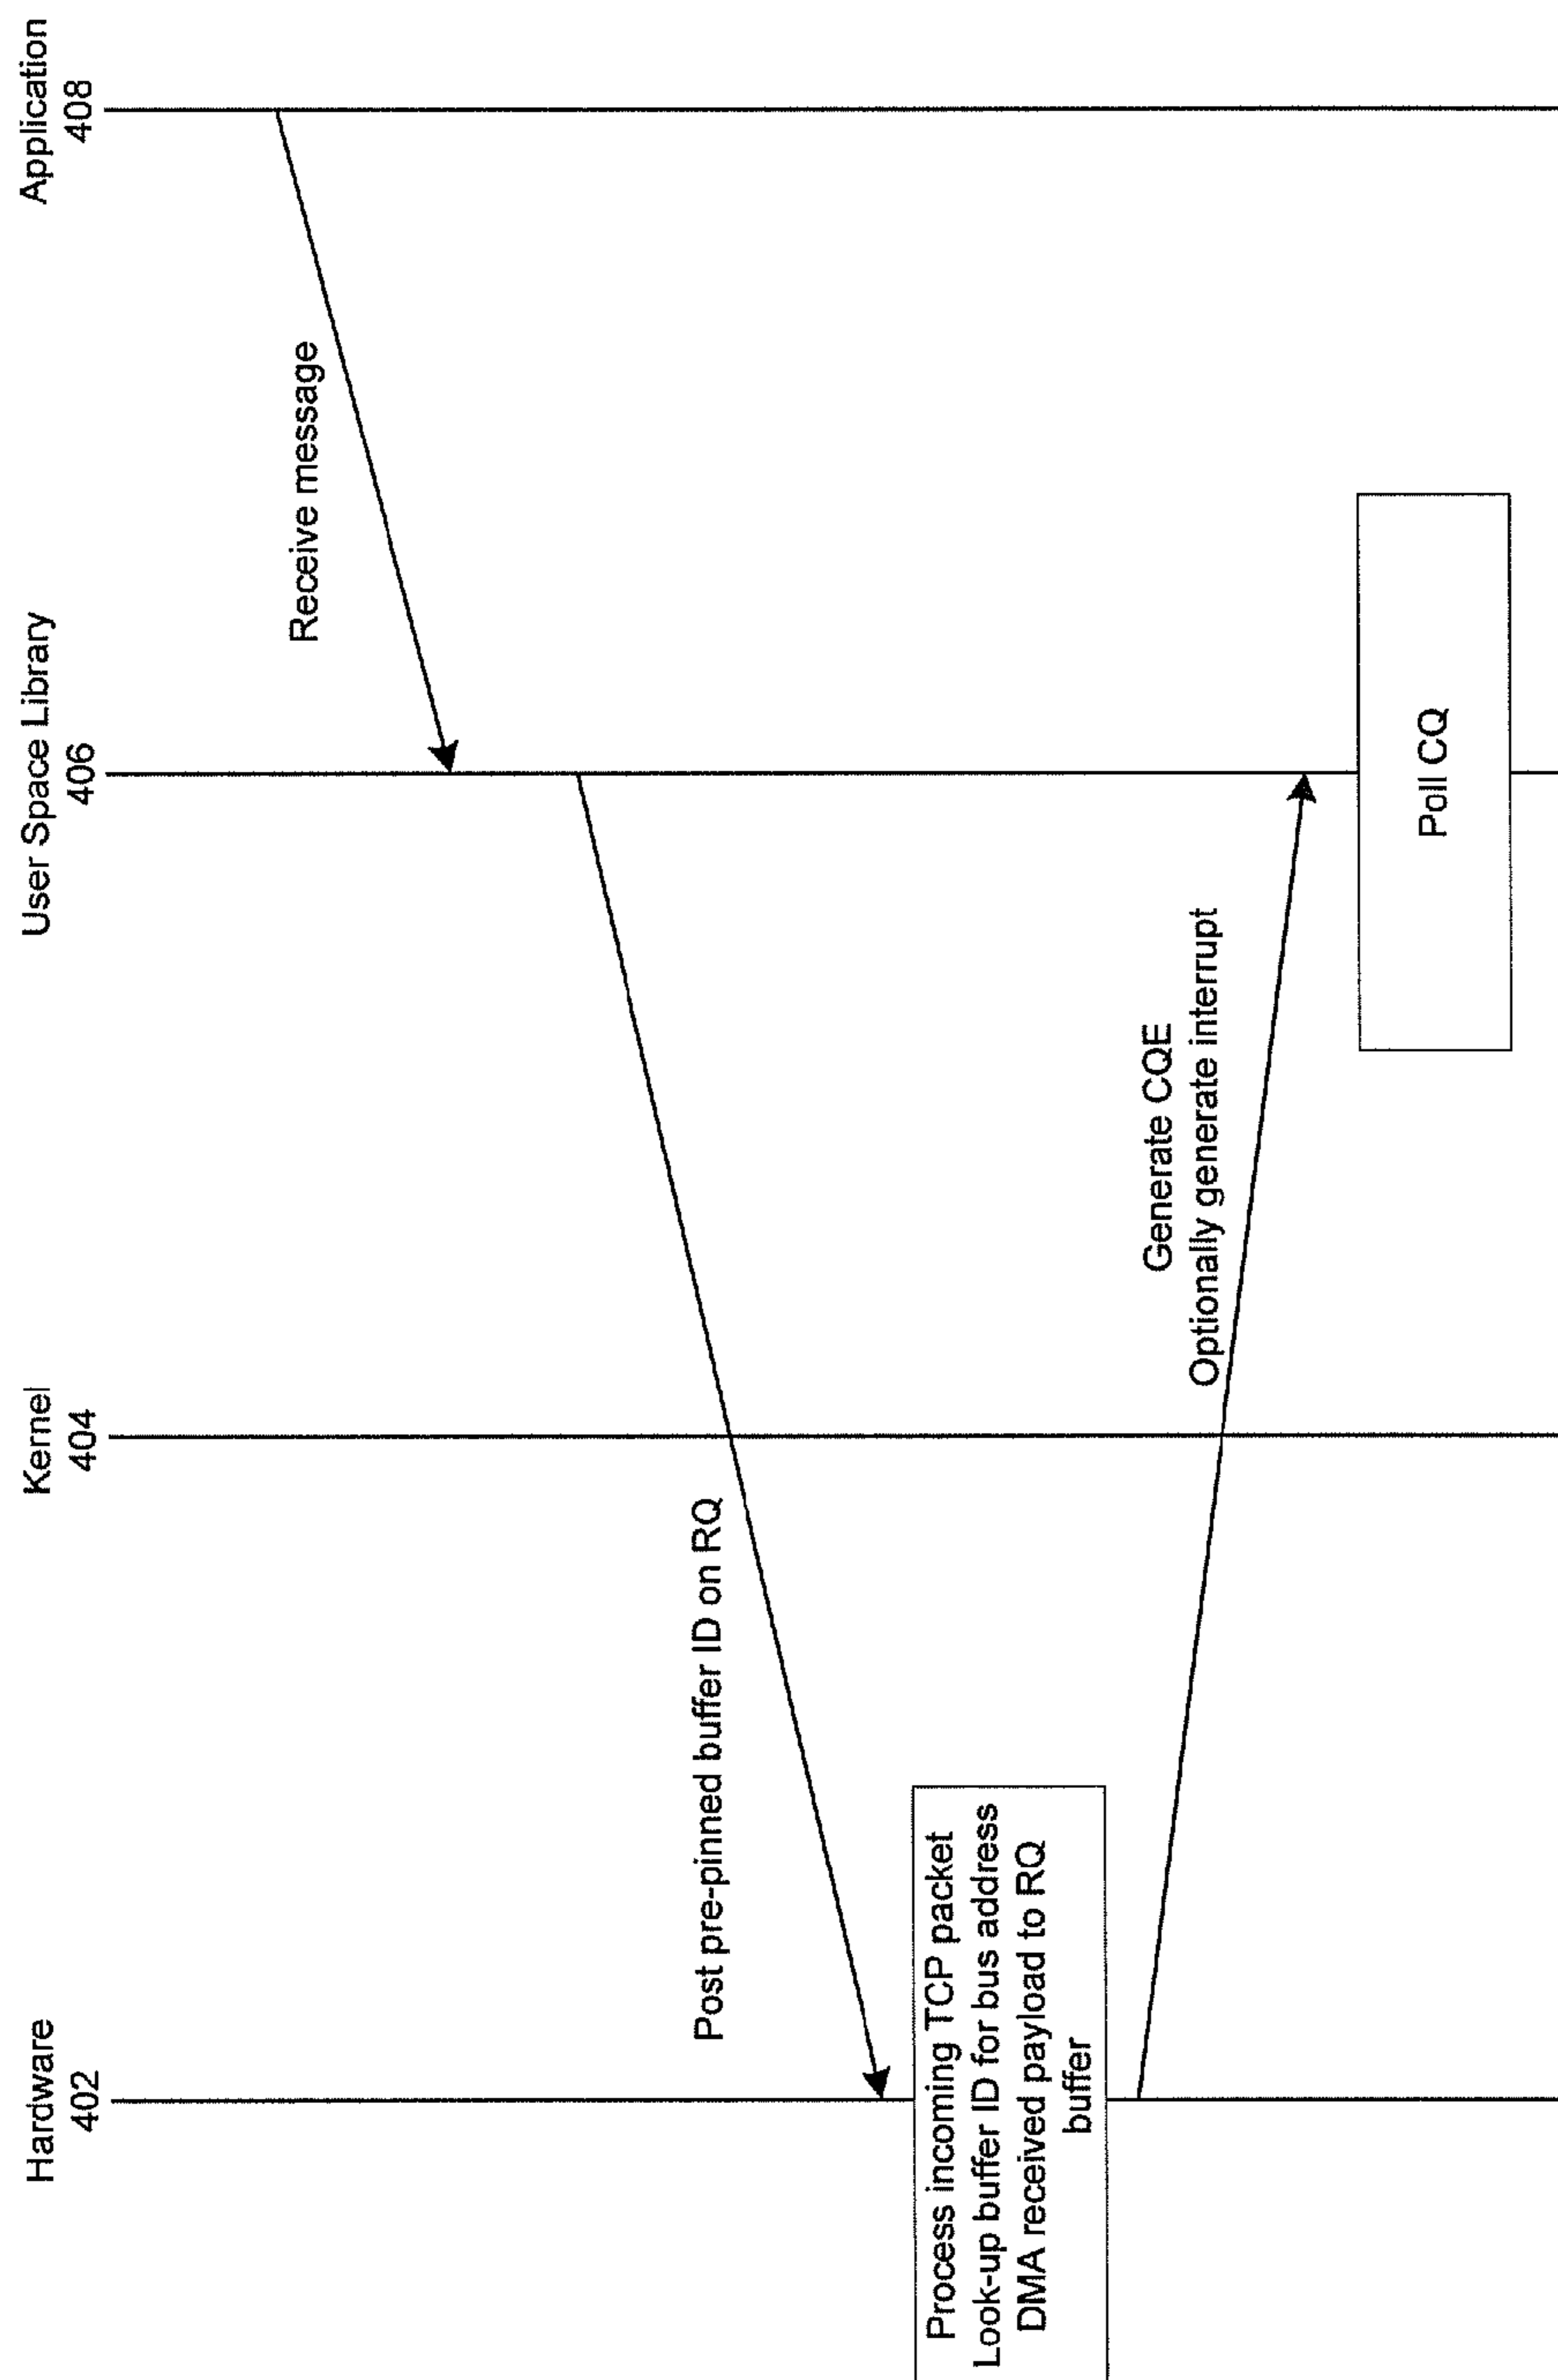 Hardware
402
Kernel
404
User Space Library
406
Application
408
Receive message
Post pre-pinned buffer ID on RQ
Process incoming TCP packet
Look-up buffer ID for bus address
DMA received payload to RQ
buffer
Generate CQE
Optionally generate interrupt
Poll CQ